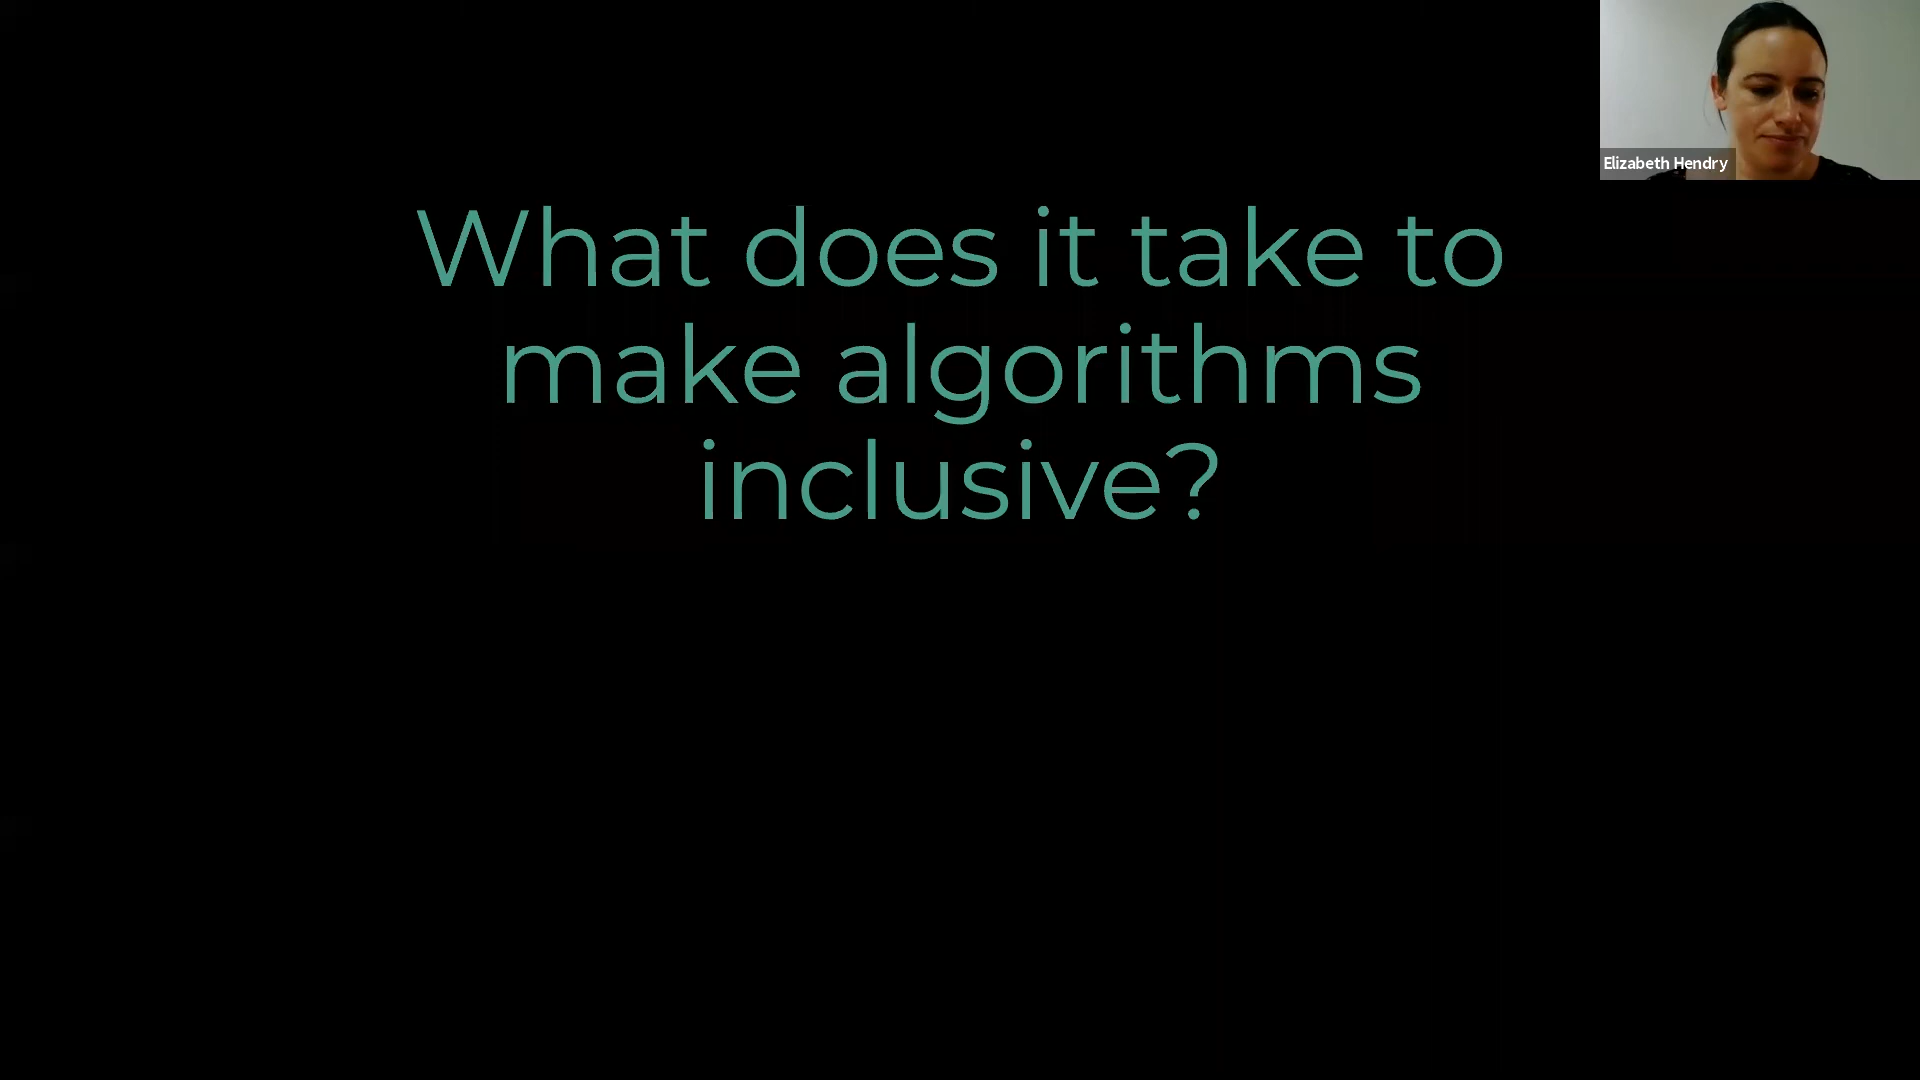 Elizabeth Hendry
What does it take to
make algorithms
inclusive?